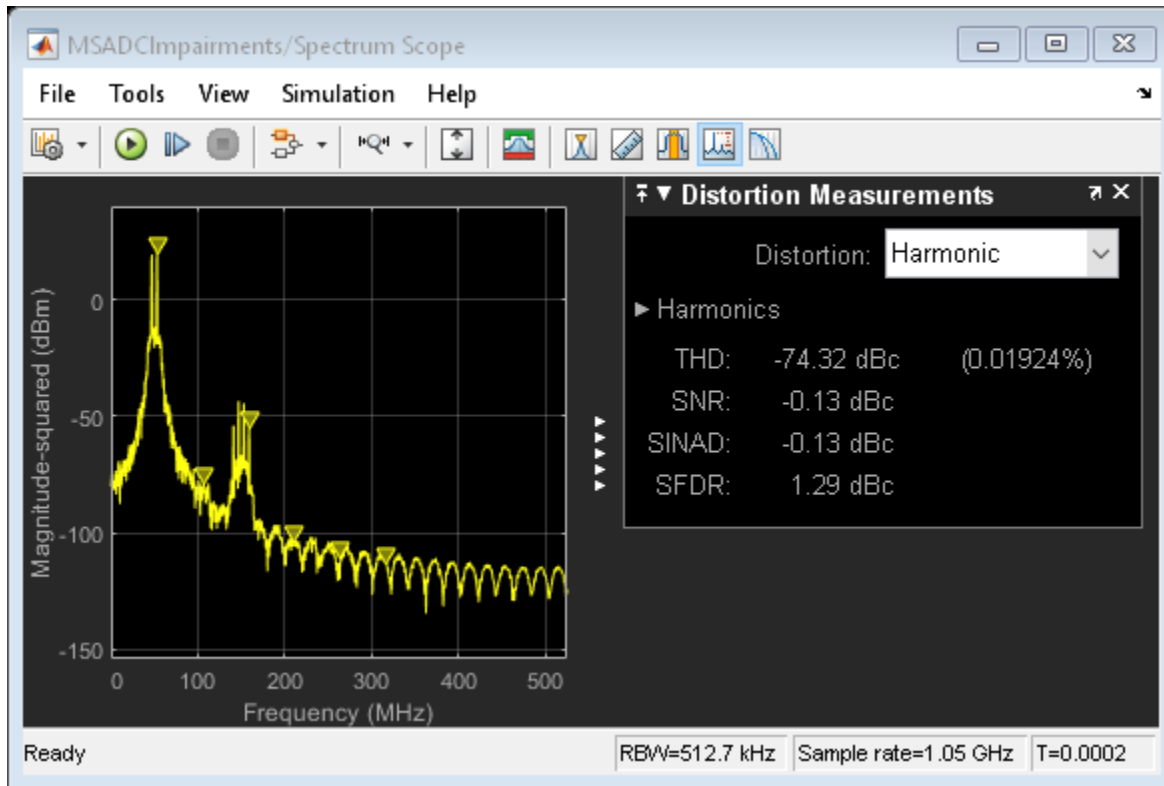 MSADCImpairments/Spectrum Scope
File Tools View Simulation Help
Distortion Measurements
Distortion: Harmonic
Harmonics
THD: -74.32 dBc (0.01924%)
SNR: -0.13 dBc
SINAD: -0.13 dBc
SFDR: 1.29 dBc
Magnitude-squared (dBm)
0
-50
-100
-150
0 100 200 300 400 500
Frequency (MHz)
Ready RBW=512.7 kHz Sample rate=1.05 GHz T=0.0002